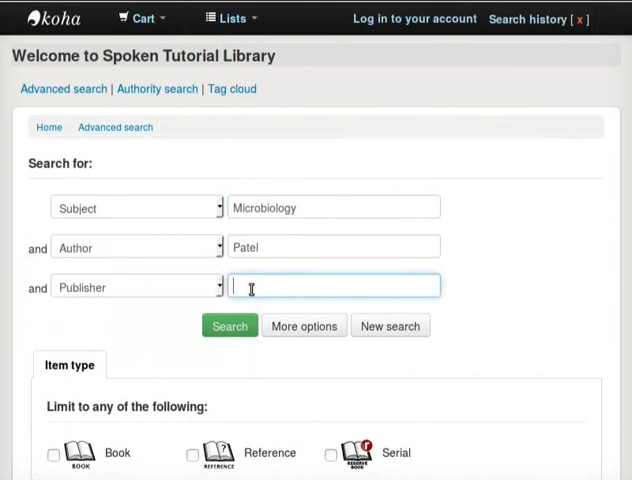 koha Cart Lists Log in to your account Search history [ x ]
Welcome to Spoken Tutorial Library
Advanced search | Authority search | Tag cloud
Home Advanced search
Search for:
Subject Microbiology
and Author Patel
and Publisher
Search More options New search
Item type
Limit to any of the following:
Book Reference Serial
BOOK REFERENCE RESERVE BOOK